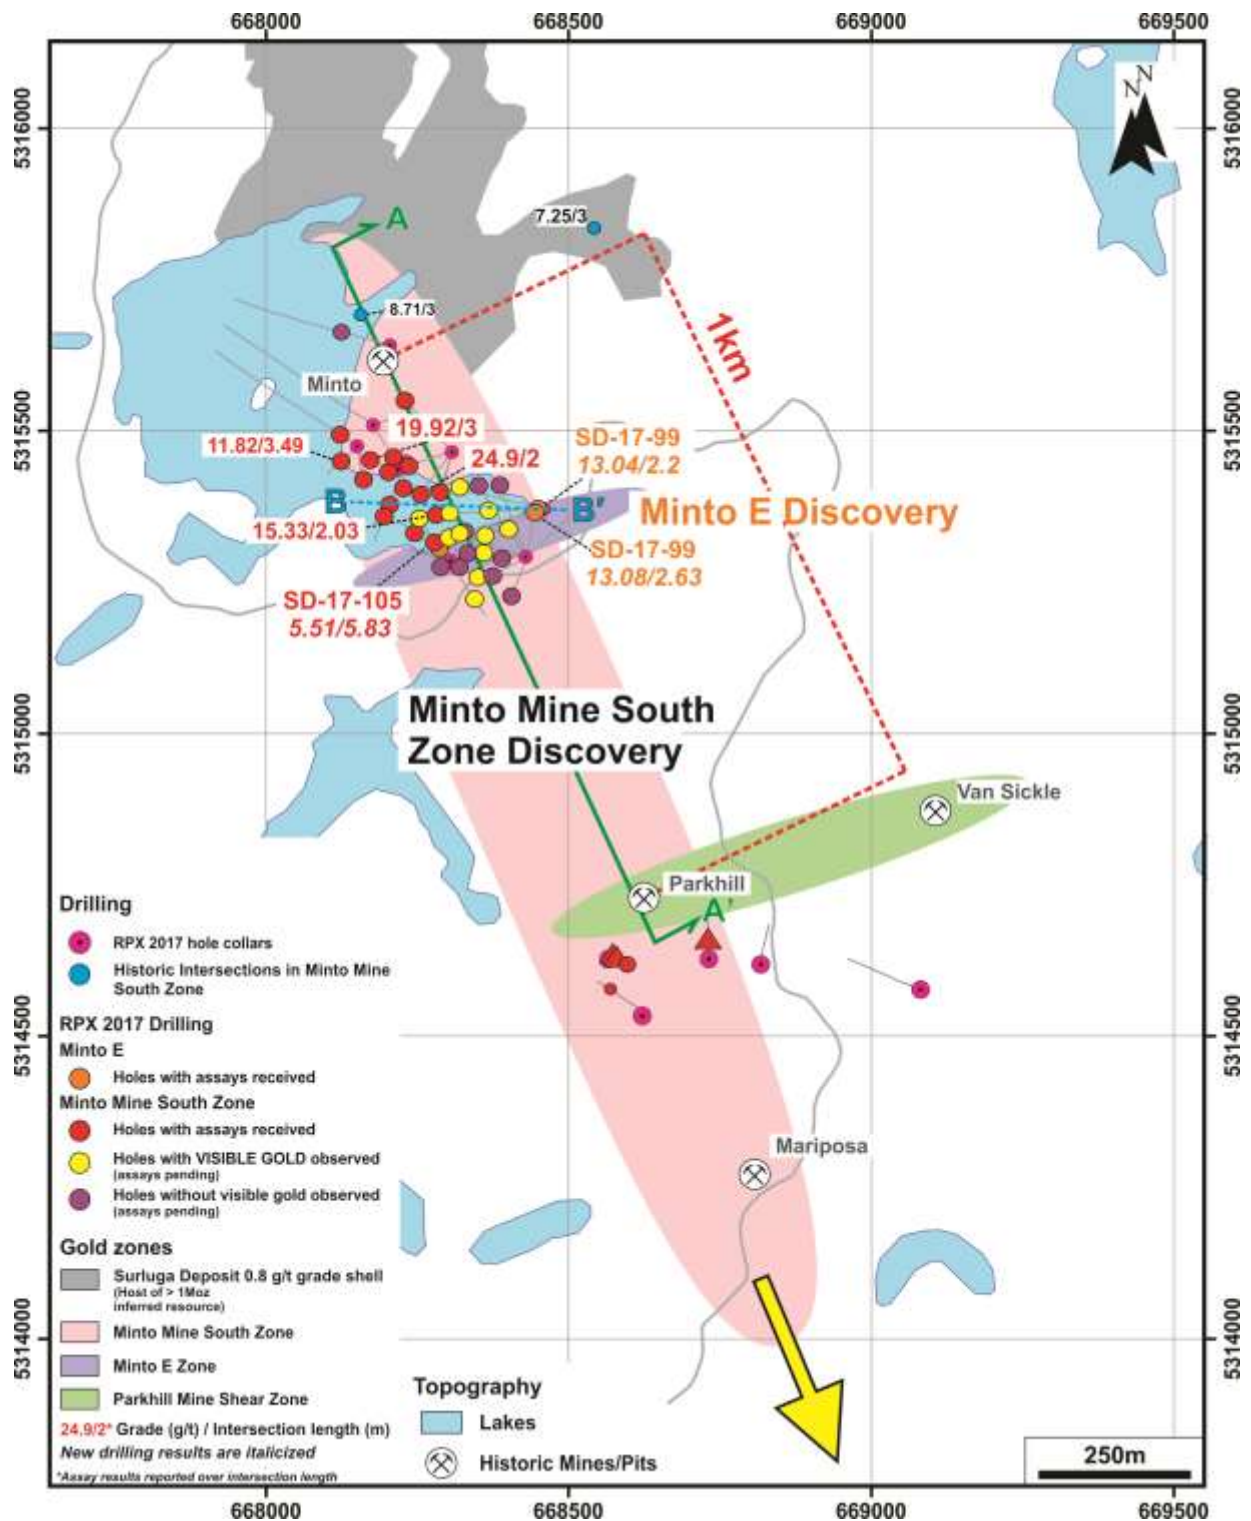 668000
668500
669000
669500
N
N
5316000
5316000
A
7.25/3
8.71/3
1km
Minto
5315500
5315500
19.92/3
11.82/3.49
24.9/2
SD-17-99
13.04/2.2
B
B'
Minto E Discovery
15.33/2.03
SD-17-99
13.08/2.63
SD-17-105
5.51/5.83
Minto Mine South
Zone Discovery
5315000
5315000
Van Sickle
Parkhill
A'
Drilling
RPX 2017 hole collars
Historic Intersections in Minto Mine
South Zone
RPX 2017 Drilling
Minto E
Holes with assays received
Minto Mine South Zone
Holes with assays received
Holes with VISIBLE GOLD observed
(assays pending)
Holes without visible gold observed
(assays pending)
5314500
5314500
Mariposa
Gold zones
Surluga Deposit 0.8 g/t grade shell
(Host of > 1Moz
inferred resource)
Minto Mine South Zone
Minto E Zone
Parkhill Mine Shear Zone
24.9/2* Grade (g/t) / Intersection length (m)
New drilling results are italicized
*Assay results reported over intersection length
5314000
5314000
Topography
Lakes
Historic Mines/Pits
250m
668000
668500
669000
669500